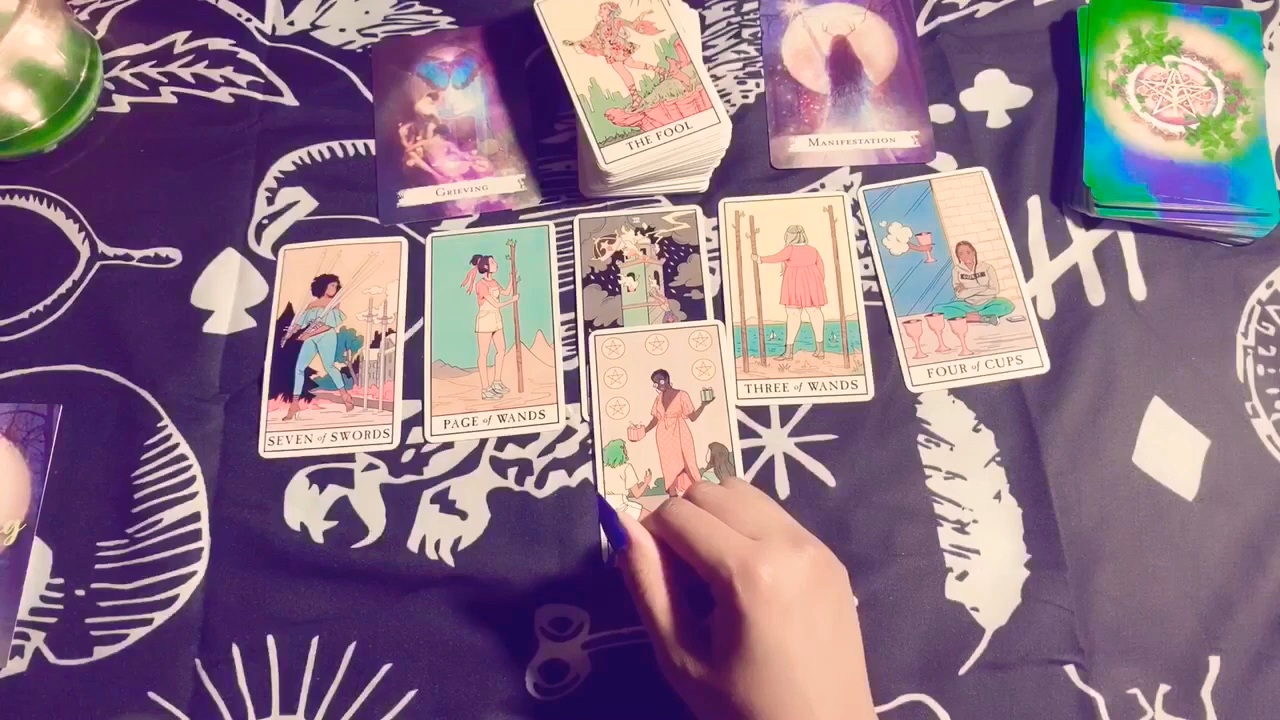 THE FOOL
MANIFESTATION
GRIEVING
SEVEN of SWORDS
PAGE of WANDS
THREE of WANDS
FOUR of CUPS